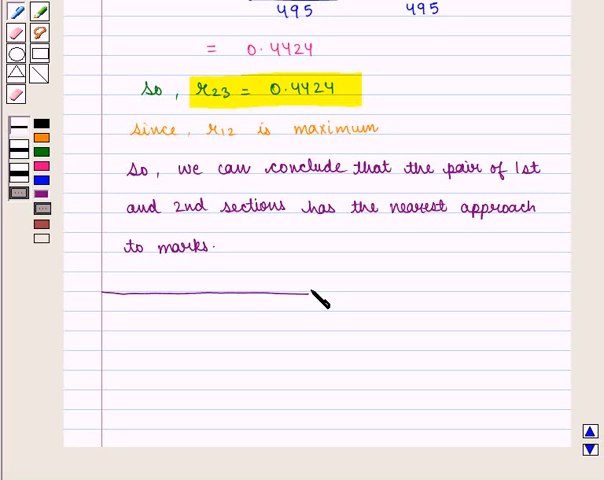 495 495
= 0.4424
So, r23 = 0.4424
since, r12 is maximum
So, we can conclude that the pair of 1st
and 2nd sections has the nearest approach
to marks.